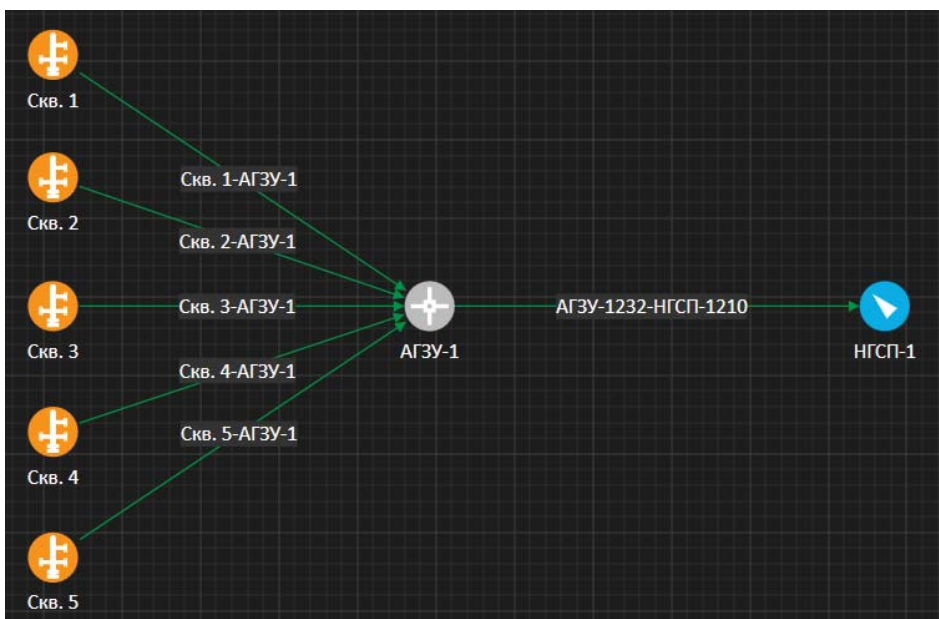 Скв. 1
Скв. 1-АГЗУ-1
Скв. 2
Скв. 2-АГЗУ-1
Скв. 3-АГЗУ-1
АГЗУ-1232-НГСП-1210
Скв. 3
АГЗУ-1
НГСП-1
Скв. 4-АГЗУ-1
Скв. 5-АГЗУ-1
Скв. 4
Скв. 5